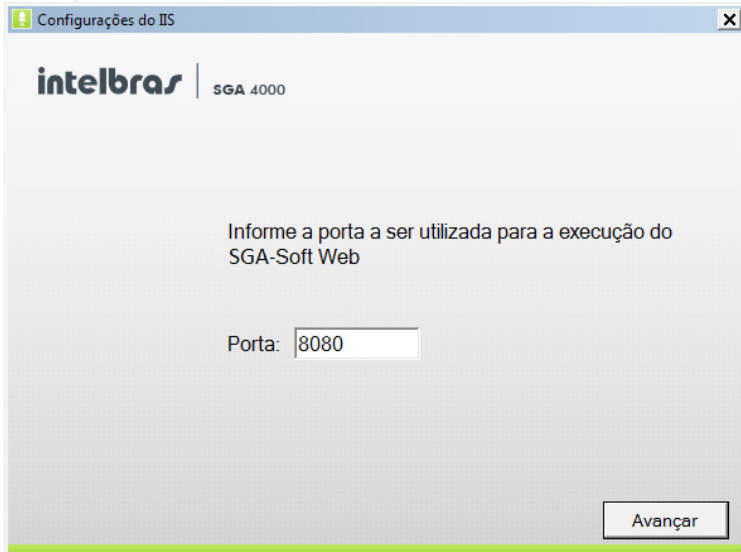 Configurações do IIS
intelbras SGA 4000
Informe a porta a ser utilizada para a execução do
SGA-Soft Web
Porta: 8080
Avançar